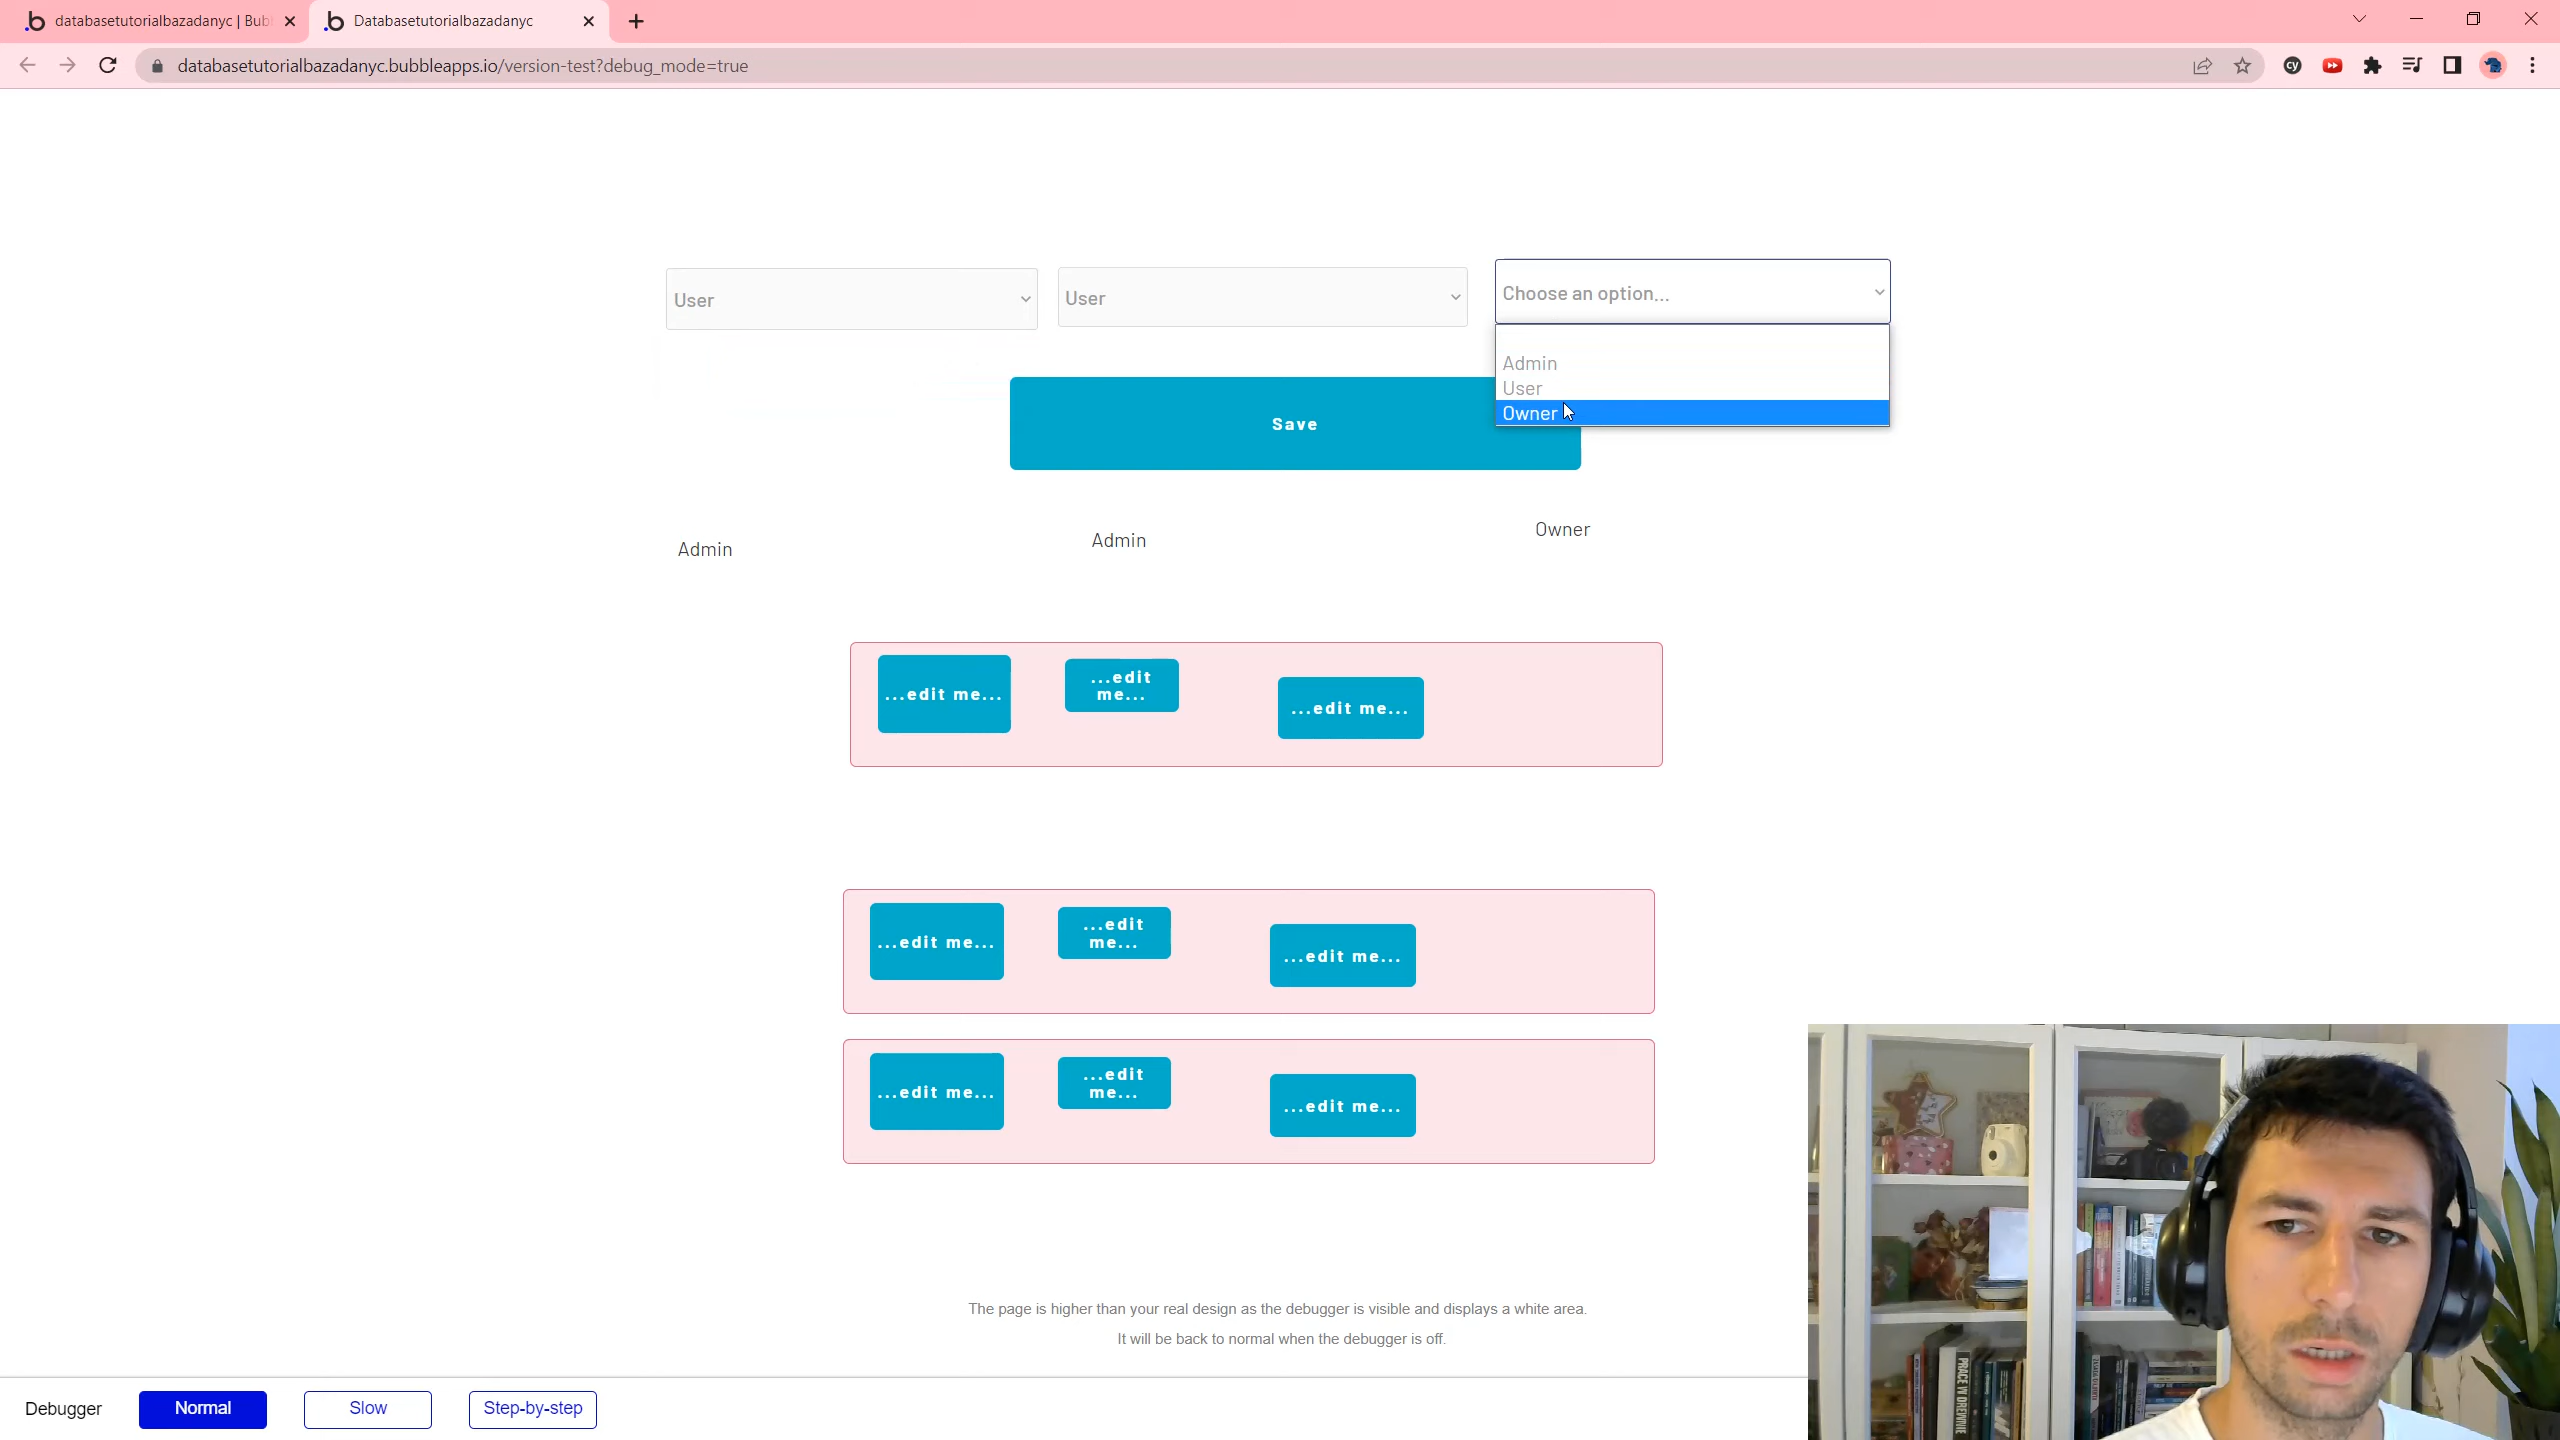 databasetutorialbazadanyc | Bub
Databasetutorialbazadanyc
databasetutorialbazadanyc.bubbleapps.io/version-test?debug_mode=true
cy
User
User
Choose an option...
Admin
User
Owner
Save
Admin
Admin
Owner
...edit me...
...edit
me...
...edit me...
...edit me...
...edit
me...
...edit me...
...edit me...
...edit
me...
...edit me...
The page is higher than your real design as the debugger is visible and displays a white area.
It will be back to normal when the debugger is off.
Debugger
Normal
Slow
Step-by-step
PRACE W DREWNIE